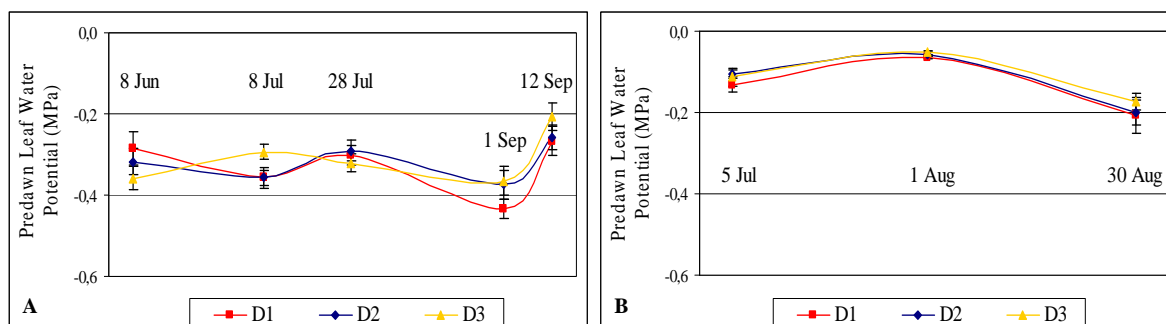 Predawn Leaf Water
Potential (MPa)
0,0
-0,2
-0,4
-0,6
8 Jun
8 Jul
28 Jul
1 Sep
12 Sep
A
D1
D2
D3
Predawn Leaf Water
Potential (MPa)
0,0
-0,2
-0,4
-0,6
5 Jul
1 Aug
30 Aug
B
D1
D2
D3